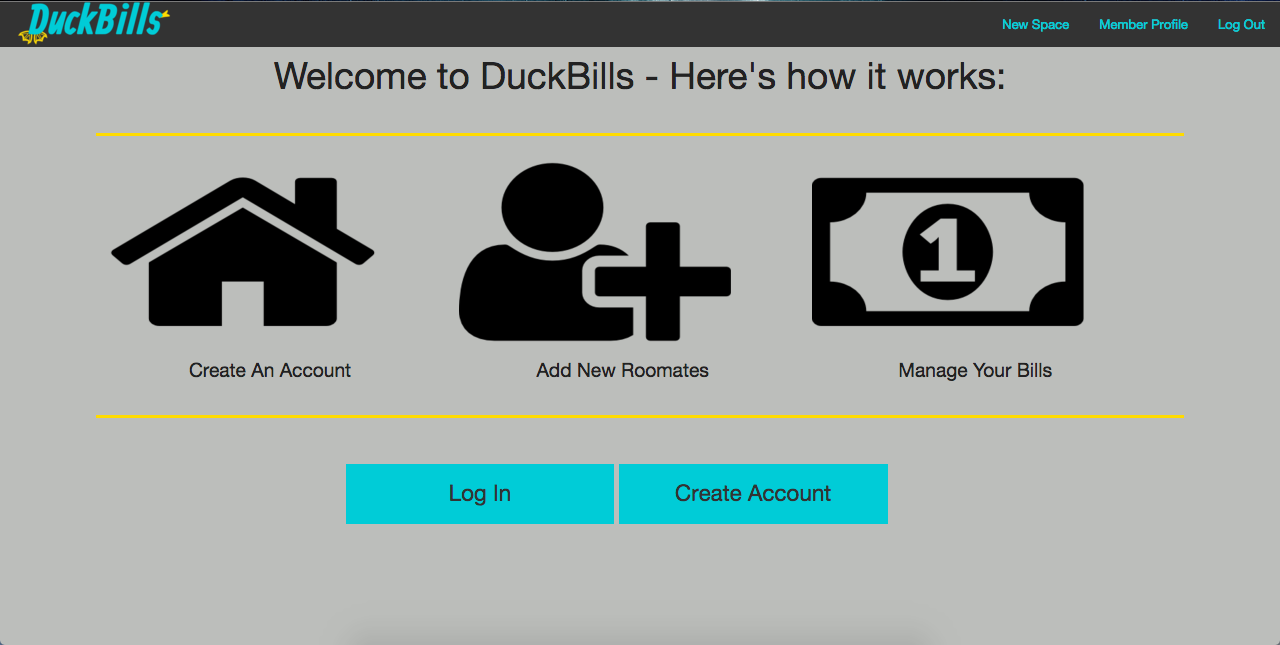 DuckBills
New Space Member Profile Log Out
Welcome to DuckBills - Here's how it works:
1
Create An Account Add New Roomates Manage Your Bills
Log In Create Account